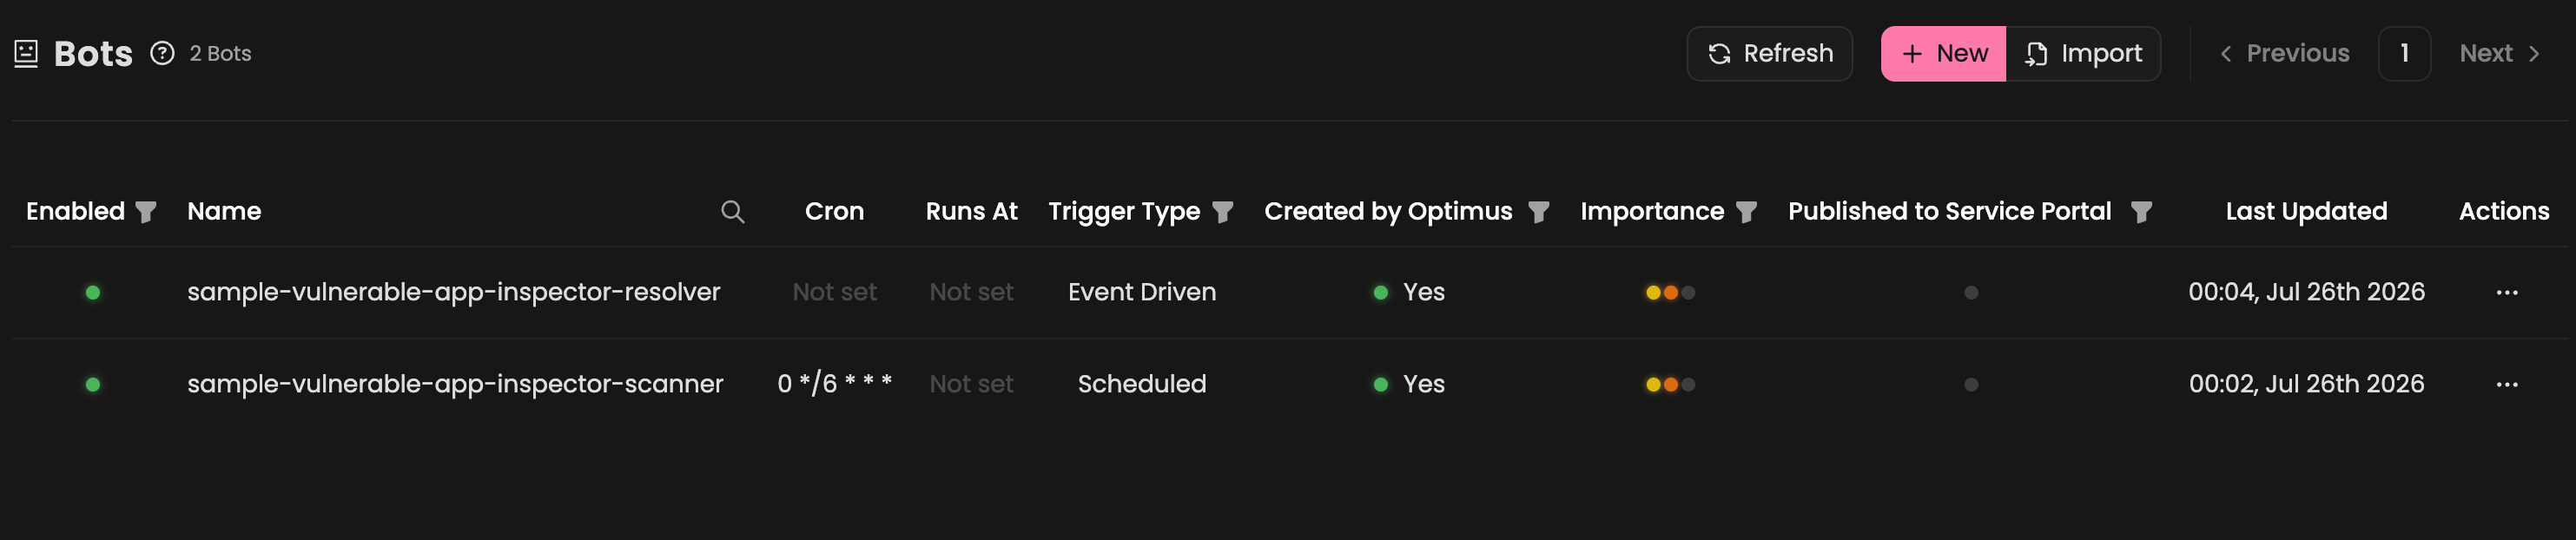 Bots 2 Bots Refresh + New Import < Previous 1 Next >
Enabled Name Cron Runs At Trigger Type Created by Optimus Importance Published to Service Portal Last Updated Actions
sample-vulnerable-app-inspector-resolver Not set Not set Event Driven Yes 00:04, Jul 26th 2026 ...
sample-vulnerable-app-inspector-scanner 0 */6 * * * Not set Scheduled Yes 00:02, Jul 26th 2026 ...